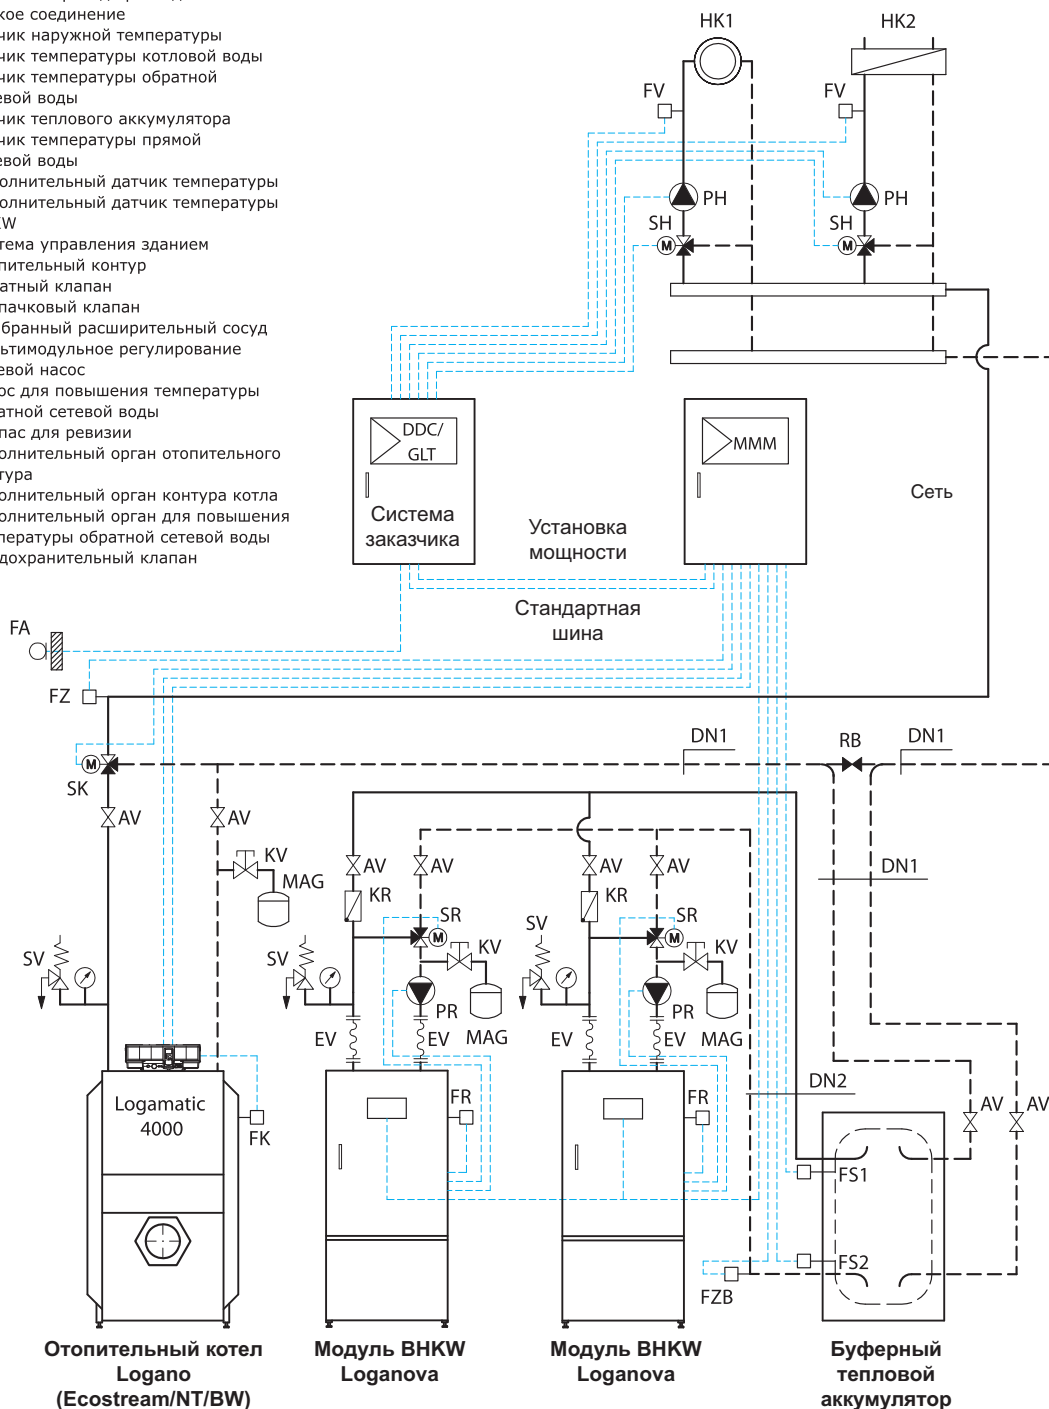 кое соединение
чик наружной температуры
чик температуры котловой воды
чик температуры обратной
евой воды
чик теплового аккумулятора
чик температуры прямой
евой воды
олнительный датчик температуры
олнительный датчик температуры
KW
тема управления зданием
пительный контур
атный клапан
пачковый клапан
бранный расширительный сосуд
ьтимодульное регулирование
евой насос
ос для повышения температуры
атной сетевой воды
пас для ревизии
олнительный орган отопительного
тура
олнительный орган контура котла
олнительный орган для повышения
пературы обратной сетевой воды
дохранительный клапан
HK1
HK2
FV
FV
PH
PH
SH
SH
M
M
DDC/
GLT
MMM
Система
заказчика
Установка
мощности
Сеть
Стандартная
шина
FA
FZ
DN1
RB
DN1
M
SK
AV
AV
KV
MAG
AV
AV
AV
AV
DN1
KR
KR
SR
SR
M
M
SV
SV
SV
KV
KV
PR
PR
EV
EV
MAG
EV
EV
MAG
DN2
Logamatic
4000
FK
FR
FR
AV
AV
FS1
FS2
FZB
Отопительный котел
Logano
(Ecostream/NT/BW)
Модуль BHKW
Loganova
Модуль BHKW
Loganova
Буферный
тепловой
аккумулятор